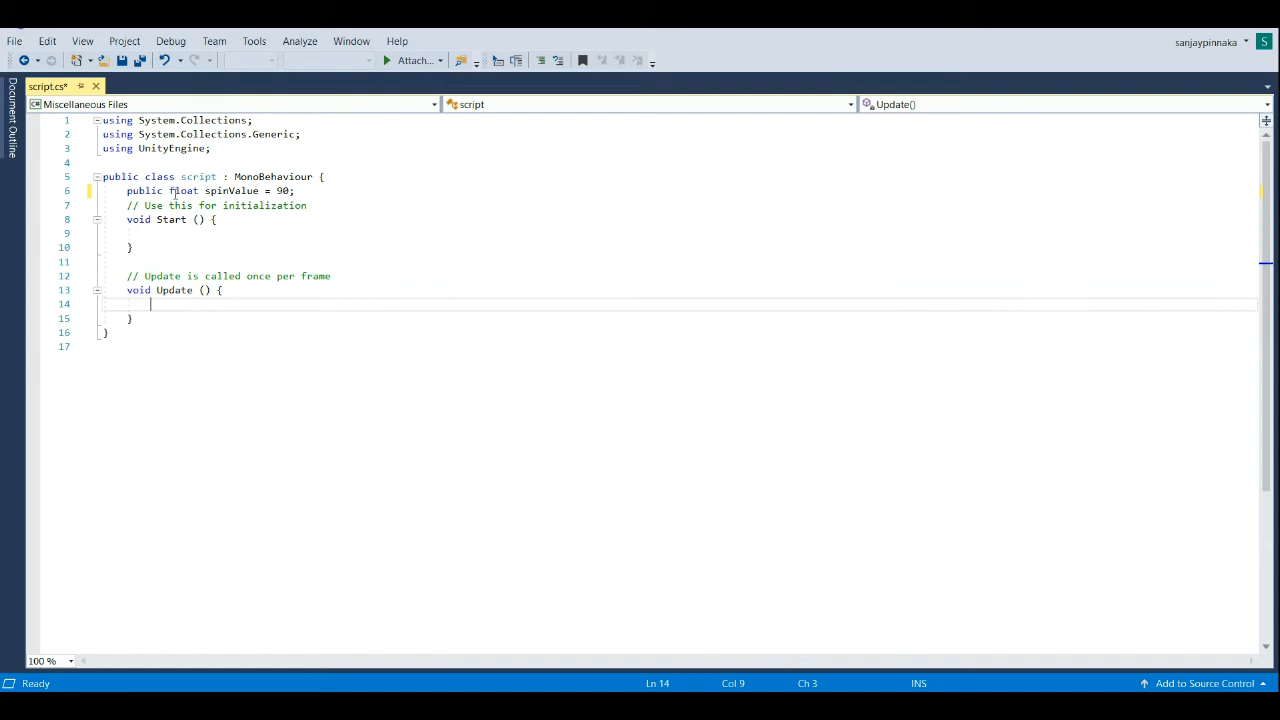 File Edit View Project Debug Team Tools Analyze Window Help sanjaypinnaka S
Attach...
script.cs*
Document Outline
C# Miscellaneous Files script Update()
1 using System.Collections;
2 using System.Collections.Generic;
3 using UnityEngine;
4
5 public class script : MonoBehaviour {
6 public float spinValue = 90;
7 // Use this for initialization
8 void Start () {
9
10 }
11
12 // Update is called once per frame
13 void Update () {
14
15 }
16 }
17
100 %
Ready Ln 14 Col 9 Ch 3 INS Add to Source Control